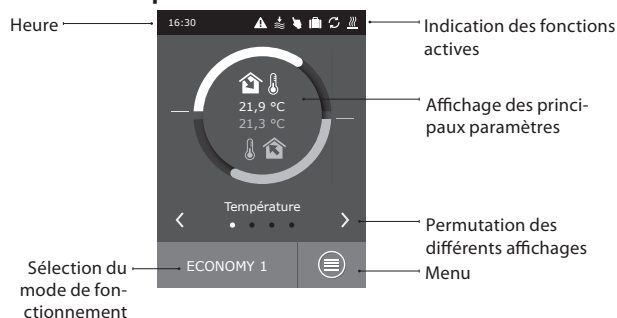 Heure
16:30
Indication des fonctions
actives
21,9 °C
21,3 °C
Affichage des princi-
paux paramètres
Température
Permutation des
différents affichages
ECONOMY 1
Menu
Sélection du
mode de fon-
ctionnement